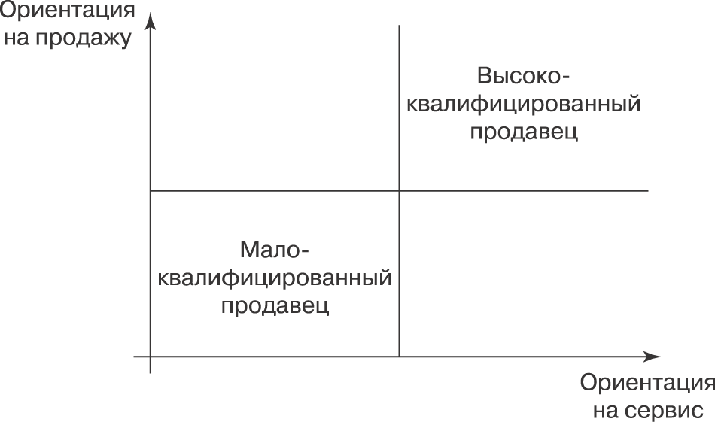 Ориентация
на продажу
Высоко-
квалифицированный
продавец
Мало-
квалифицированный
продавец
Ориентация
на сервис